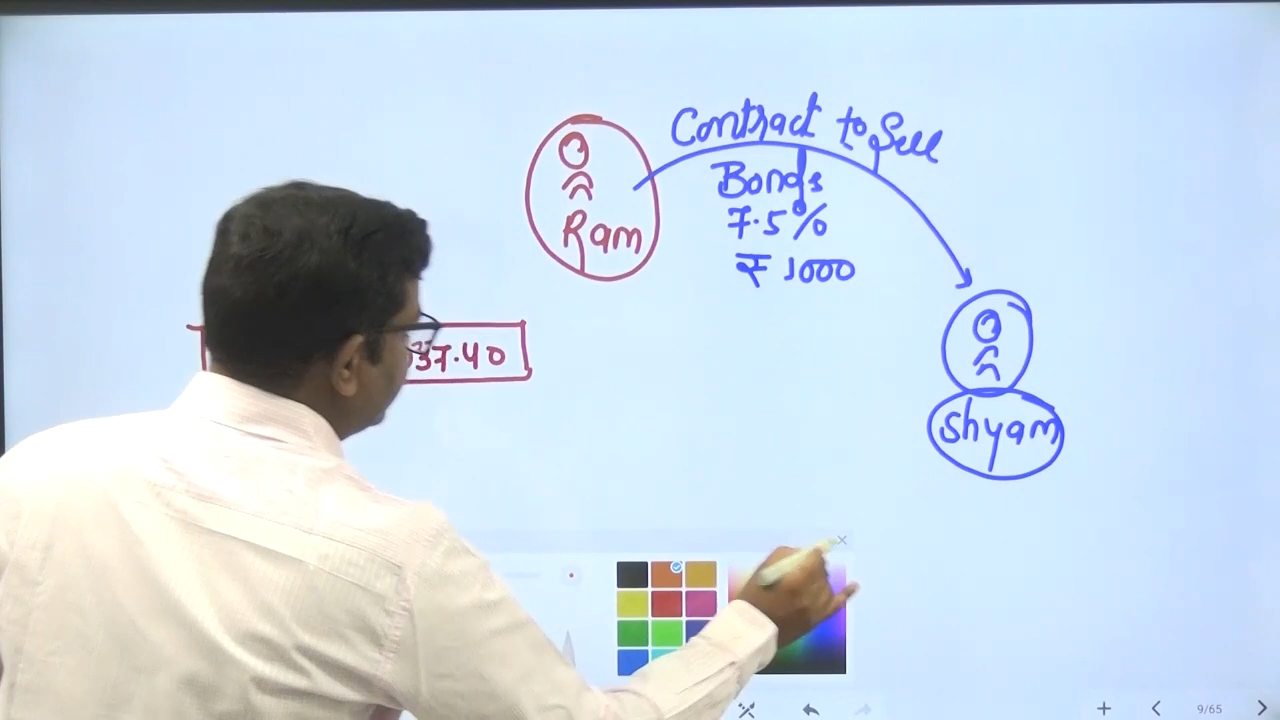 Contract to Sell
Bonds
7.5%
₹ 1000
Ram
37.40
Shyam
9/65